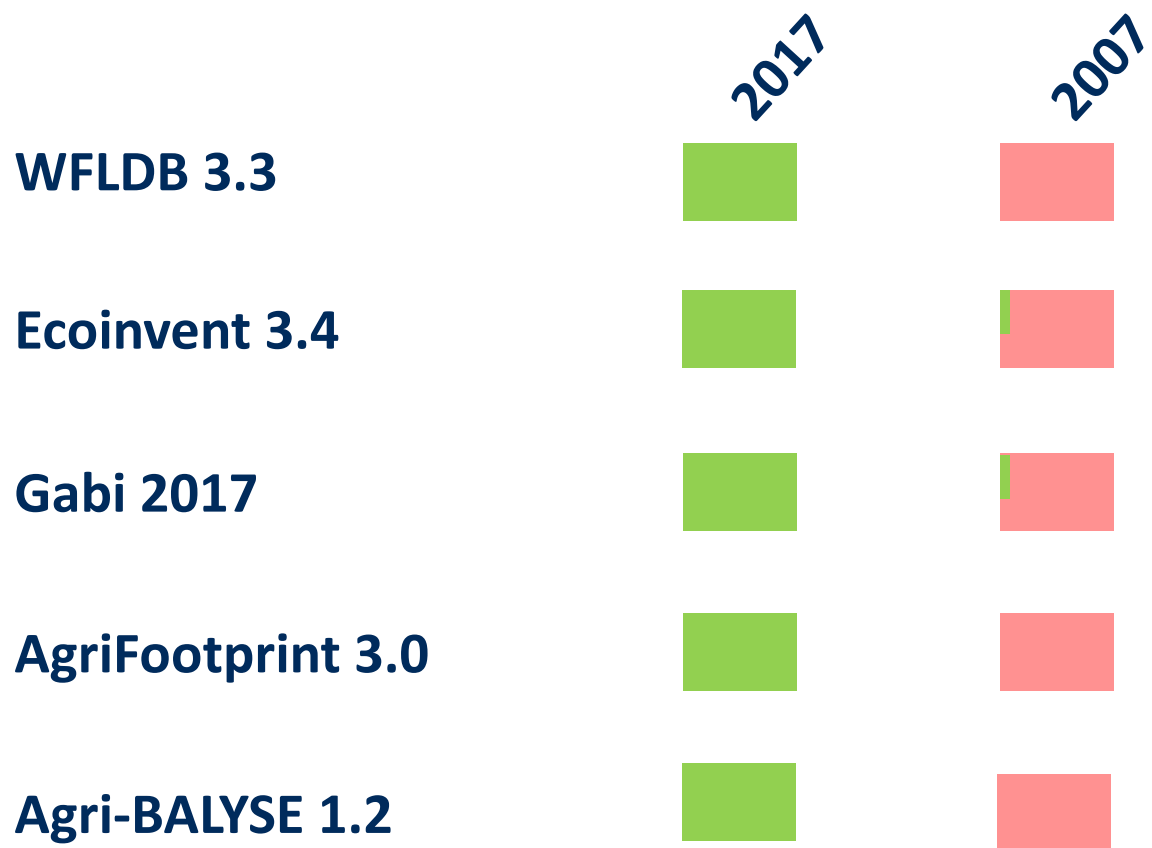 2017
2007
WFLDB 3.3
Ecoinvent 3.4
Gabi 2017
AgriFootprint 3.0
Agri-BALYSE 1.2